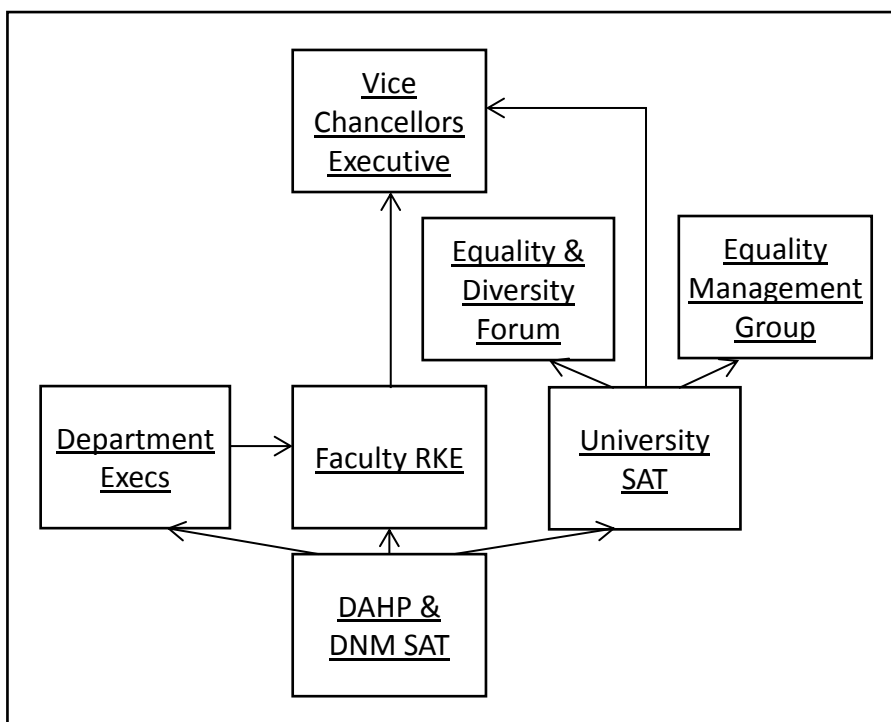 Vice
Chancellors
Executive
Equality &
Diversity
Forum
Equality
Management
Group
Department
Execs
Faculty RKE
University
SAT
DAHP &
DNM SAT